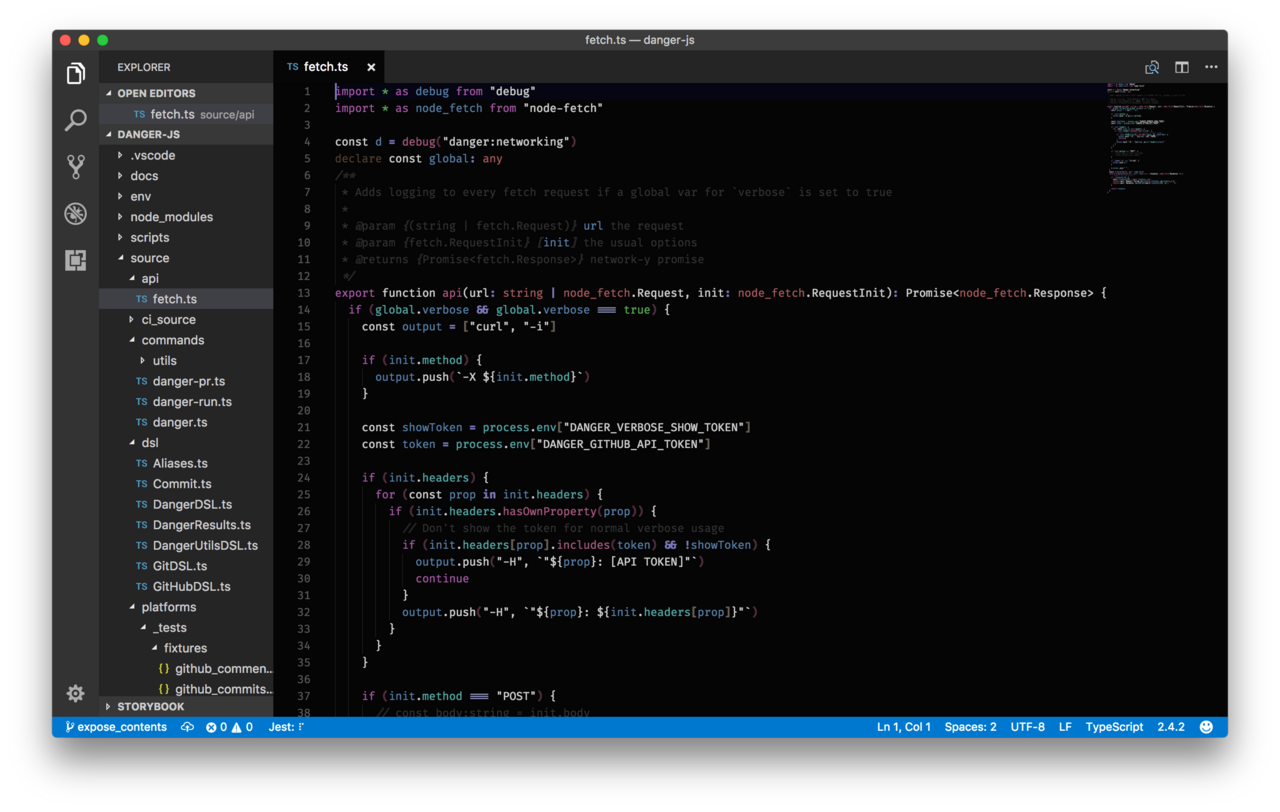 fetch.ts — danger-js
EXPLORER
OPEN EDITORS
TS fetch.ts source/api
DANGER-JS
.vscode
docs
env
node_modules
scripts
source
api
TS fetch.ts
ci_source
commands
utils
TS danger-pr.ts
TS danger-run.ts
TS danger.ts
dsl
TS Aliases.ts
TS Commit.ts
TS DangerDSL.ts
TS DangerResults.ts
TS DangerUtilsDSL.ts
TS GitDSL.ts
TS GitHubDSL.ts
platforms
_tests
fixtures
{} github_commen...
{} github_commits...
STORYBOOK
TS fetch.ts ×
1 import * as debug from "debug"
2 import * as node_fetch from "node-fetch"
3
4 const d = debug("danger:networking")
5 declare const global: any
6 /**
7 * Adds logging to every fetch request if a global var for `verbose` is set to true
8 *
9 * @param {(string | fetch.Request)} url the request
10 * @param {fetch.RequestInit} [init] the usual options
11 * @returns {Promise<fetch.Response>} network-y promise
12 */
13 export function api(url: string | node_fetch.Request, init: node_fetch.RequestInit): Promise<node_fetch.Response> {
14 if (global.verbose && global.verbose === true) {
15 const output = ["curl", "-i"]
16
17 if (init.method) {
18 output.push(`-X ${init.method}`)
19 }
20
21 const showToken = process.env["DANGER_VERBOSE_SHOW_TOKEN"]
22 const token = process.env["DANGER_GITHUB_API_TOKEN"]
23
24 if (init.headers) {
25 for (const prop in init.headers) {
26 if (init.headers.hasOwnProperty(prop)) {
27 // Don't show the token for normal verbose usage
28 if (init.headers[prop].includes(token) && !showToken) {
29 output.push("-H", `"${prop}: [API TOKEN]"`)
30 continue
31 }
32 output.push("-H", `"${prop}: ${init.headers[prop]}"`)
33 }
34 }
35 }
36
37 if (init.method === "POST") {
38 // const body:string = init.body
expose_contents 0 0 Jest: Ln 1, Col 1 Spaces: 2 UTF-8 LF TypeScript 2.4.2